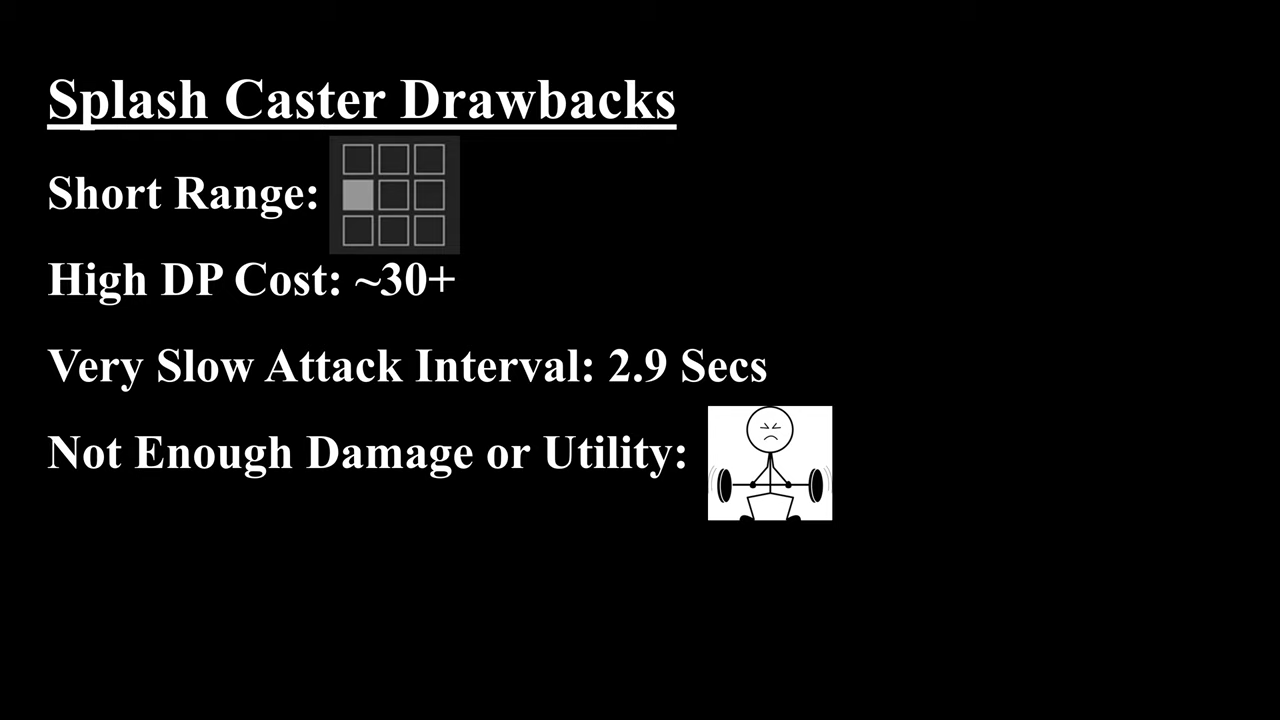 Splash Caster Drawbacks
Short Range:
High DP Cost: ~30+
Very Slow Attack Interval: 2.9 Secs
Not Enough Damage or Utility: